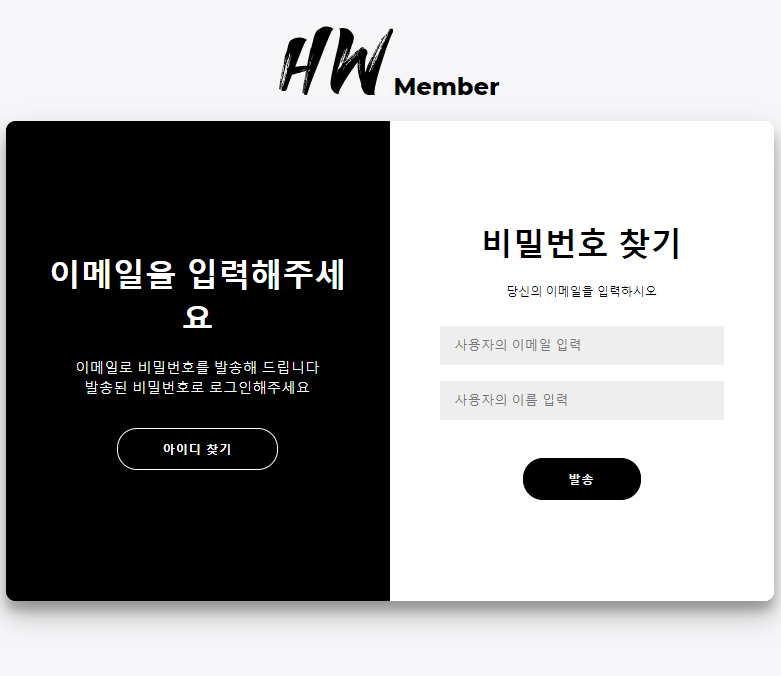 HW Member
이메일을 입력해주세
요
이메일로 비밀번호를 발송해 드립니다
발송된 비밀번호로 로그인해주세요
아이디 찾기
비밀번호 찾기
당신의 이메일을 입력하시오
사용자의 이메일 입력
사용자의 이름 입력
발송